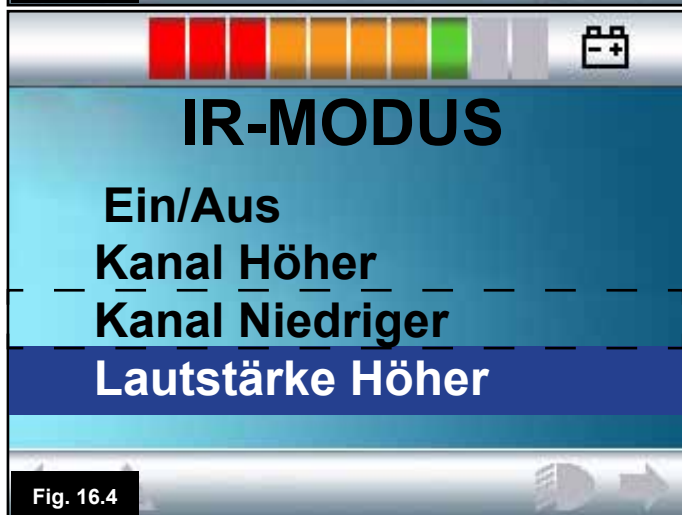 IR-MODUS
Ein/Aus
Kanal Höher
Kanal Niedriger
Lautstärke Höher
Fig. 16.4